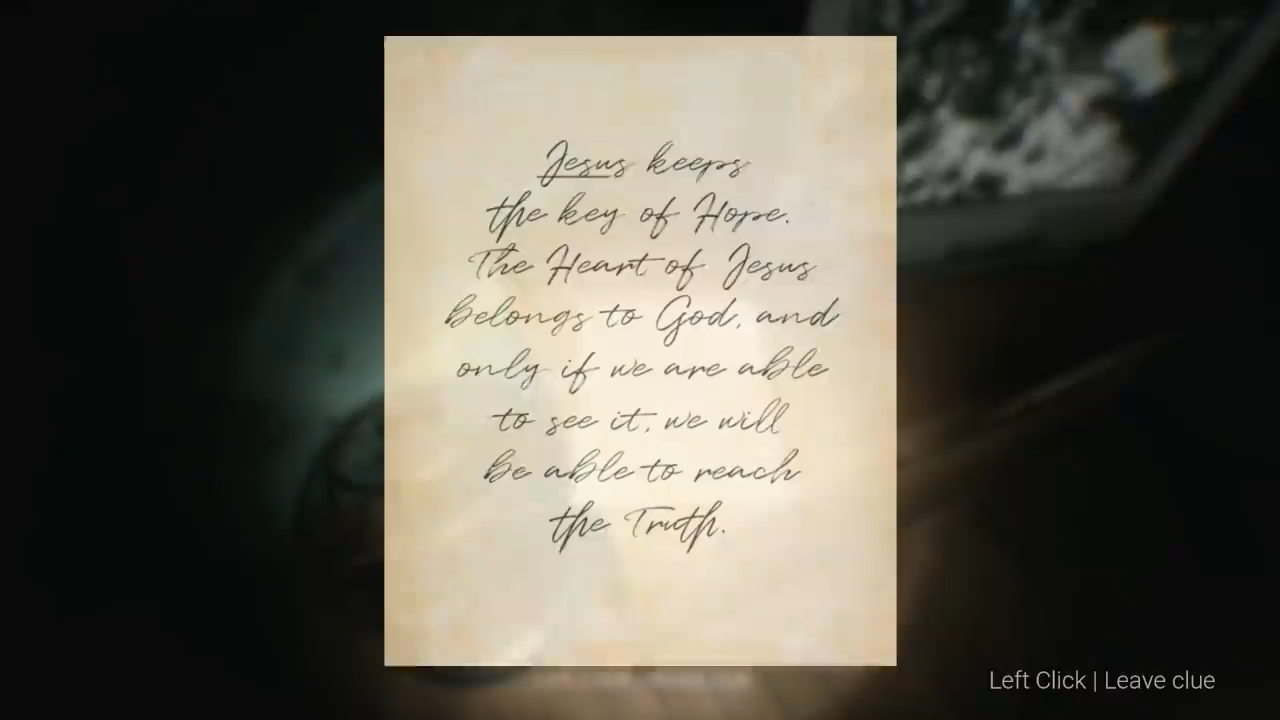 Jesus keeps
the key of Hope.
The Heart of Jesus
belongs to God, and
only if we are able
to see it, we will
be able to reach
the Truth.
Left Click | Leave clue